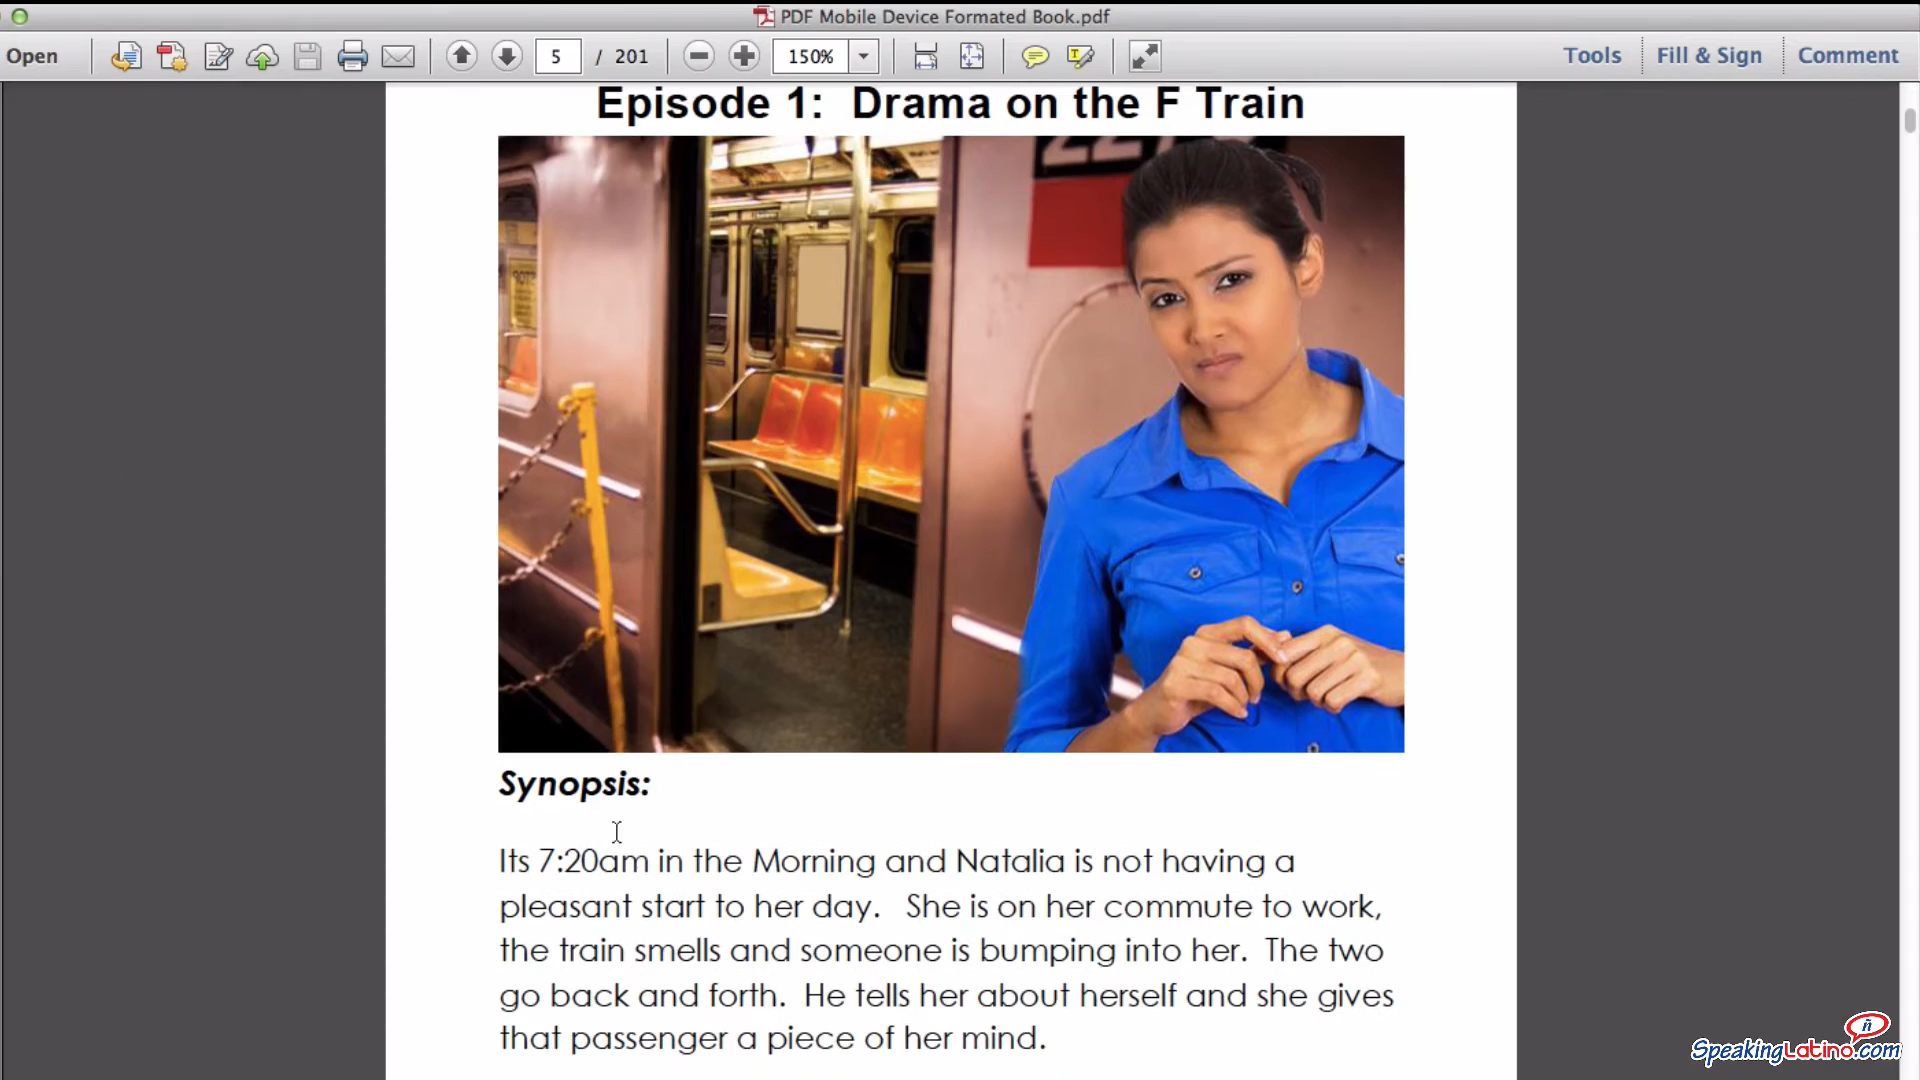 PDF Mobile Device Formated Book.pdf
Open
5 / 201
150%
Tools
Fill & Sign
Comment
Episode 1: Drama on the F Train
Synopsis:
Its 7:20am in the Morning and Natalia is not having a
pleasant start to her day. She is on her commute to work,
the train smells and someone is bumping into her. The two
go back and forth. He tells her about herself and she gives
that passenger a piece of her mind.
ñ
SpeakingLatino.com